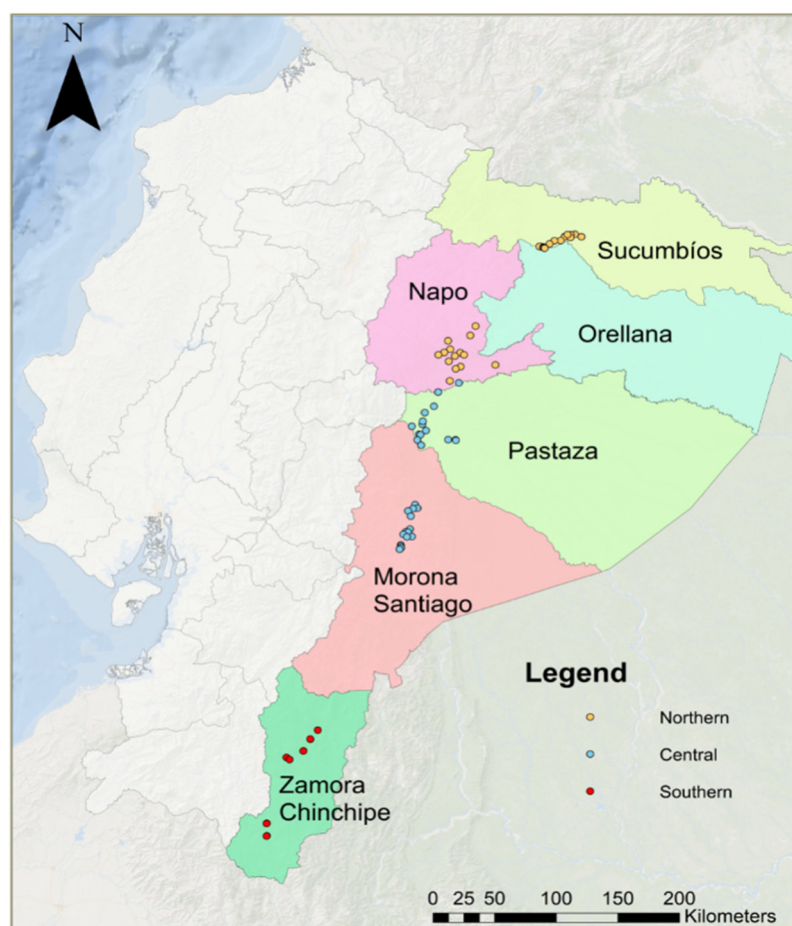 N
Sucumbíos
Napo
Orellana
Pastaza
Morona
Santiago
Legend
Northern
Central
Southern
Zamora
Chinchipe
0 25 50 100 150 200
Kilometers